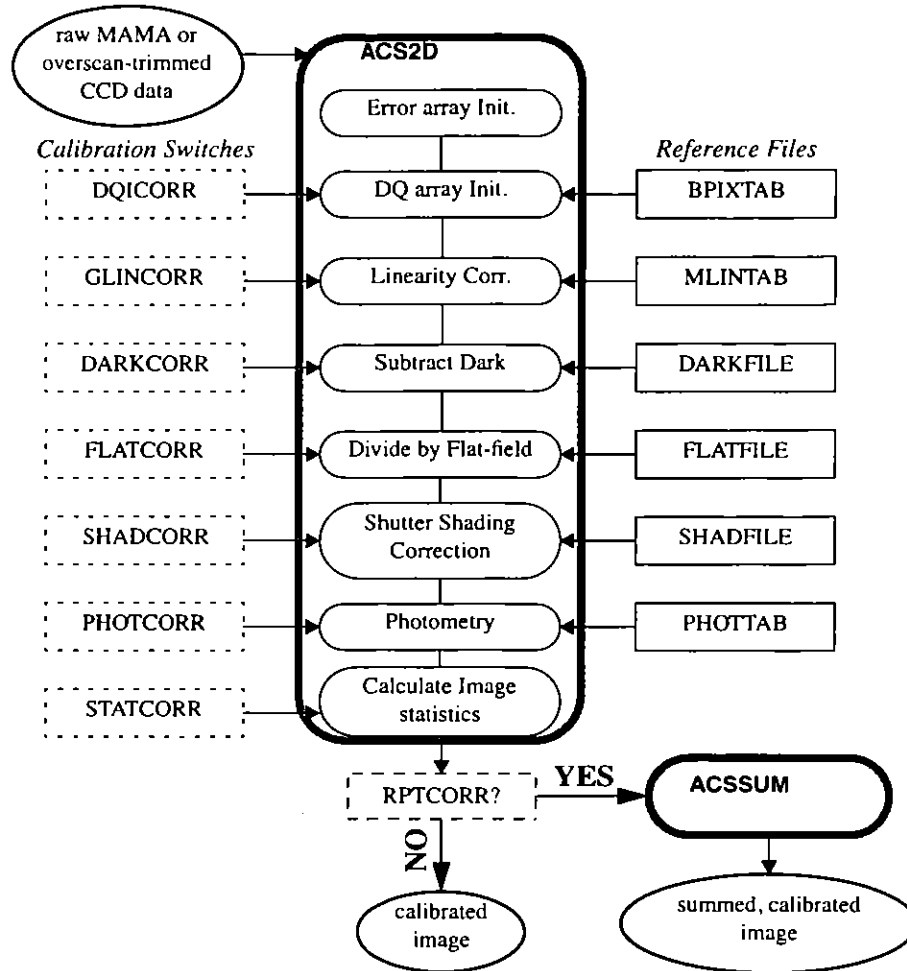 raw MAMA or
overscan-trimmed
CCD data
ACS2D
Error array Init.
Calibration Switches
Reference Files
DQICORR
DQ array Init.
BPIXTAB
GLINCORR
Linearity Corr.
MLINTAB
DARKCORR
Subtract Dark
DARKFILE
FLATCORR
Divide by Flat-field
FLATFILE
SHADCORR
Shutter Shading
Correction
SHADFILE
PHOTCORR
Photometry
PHOTTAB
STATCORR
Calculate Image
statistics
RPTCORR?
YES
ACSSUM
NO
calibrated
image
summed, calibrated
image